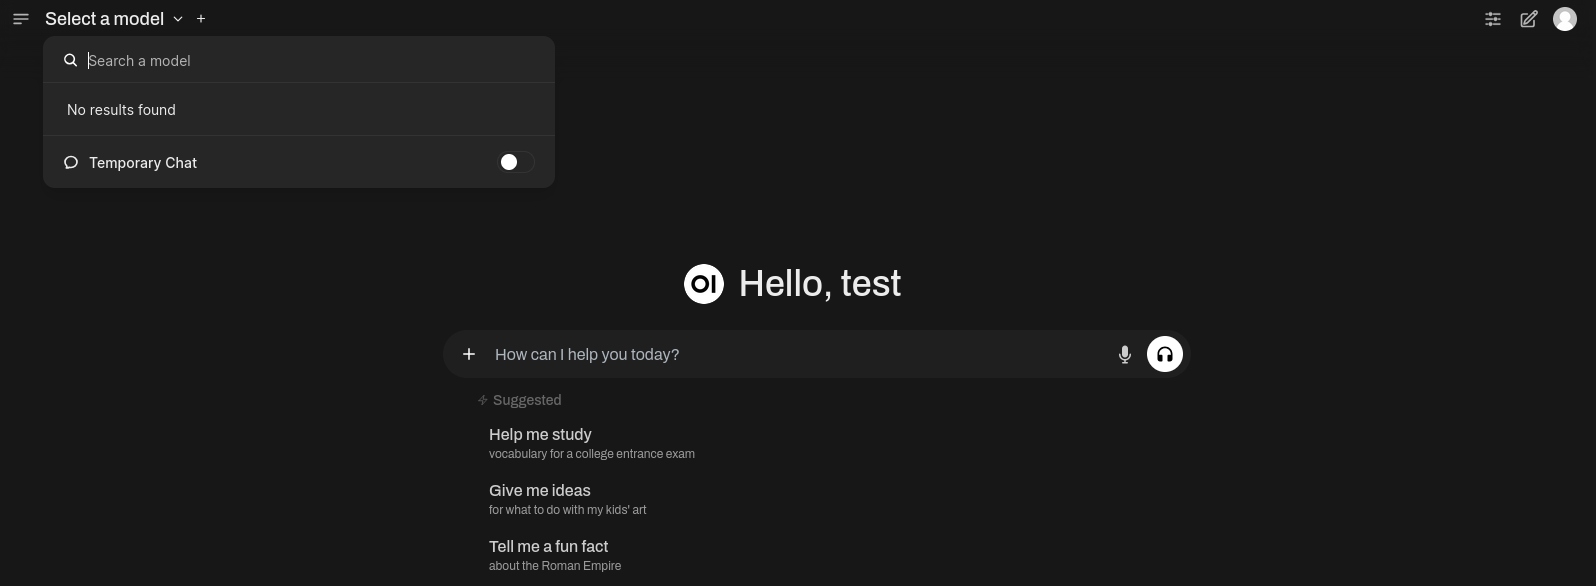 Select a model
Search a model
No results found
Temporary Chat
OI Hello, test
How can I help you today?
Suggested
Help me study
vocabulary for a college entrance exam
Give me ideas
for what to do with my kids' art
Tell me a fun fact
about the Roman Empire